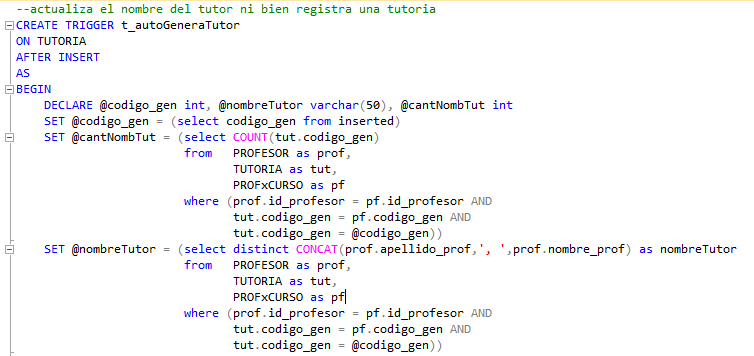 --actualiza el nombre del tutor ni bien registra una tutoria
CREATE TRIGGER t_autoGeneraTutor
ON TUTORIA
AFTER INSERT
AS
BEGIN
DECLARE @codigo_gen int, @nombreTutor varchar(50), @cantNombTut int
SET @codigo_gen = (select codigo_gen from inserted)
SET @cantNombTut = (select COUNT(tut.codigo_gen)
from PROFESOR as prof,
TUTORIA as tut,
PROFxCURSO as pf
where (prof.id_profesor = pf.id_profesor AND
tut.codigo_gen = pf.codigo_gen AND
tut.codigo_gen = @codigo_gen))
SET @nombreTutor = (select distinct CONCAT(prof.apellido_prof,', ',prof.nombre_prof) as nombreTutor
from PROFESOR as prof,
TUTORIA as tut,
PROFxCURSO as pf
where (prof.id_profesor = pf.id_profesor AND
tut.codigo_gen = pf.codigo_gen AND
tut.codigo_gen = @codigo_gen))